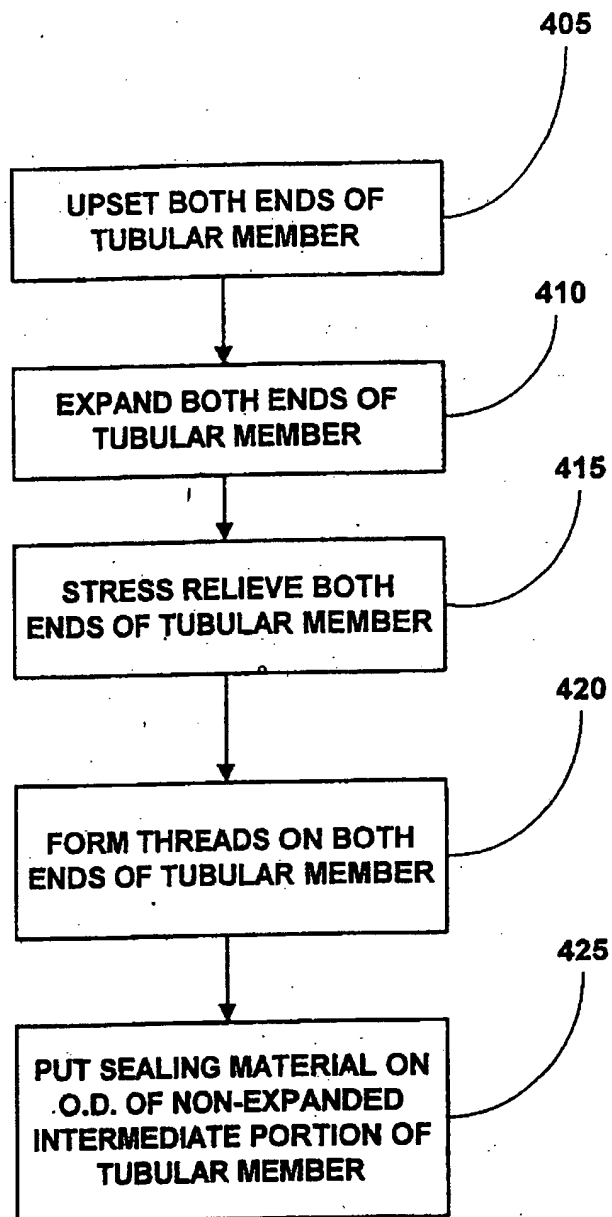 405
UPSET BOTH ENDS OF
TUBULAR MEMBER
410
EXPAND BOTH ENDS OF
TUBULAR MEMBER
415
STRESS RELIEVE BOTH
ENDS OF TUBULAR MEMBER
420
FORM THREADS ON BOTH
ENDS OF TUBULAR MEMBER
425
PUT SEALING MATERIAL ON
O.D. OF NON-EXPANDED
INTERMEDIATE PORTION OF
TUBULAR MEMBER